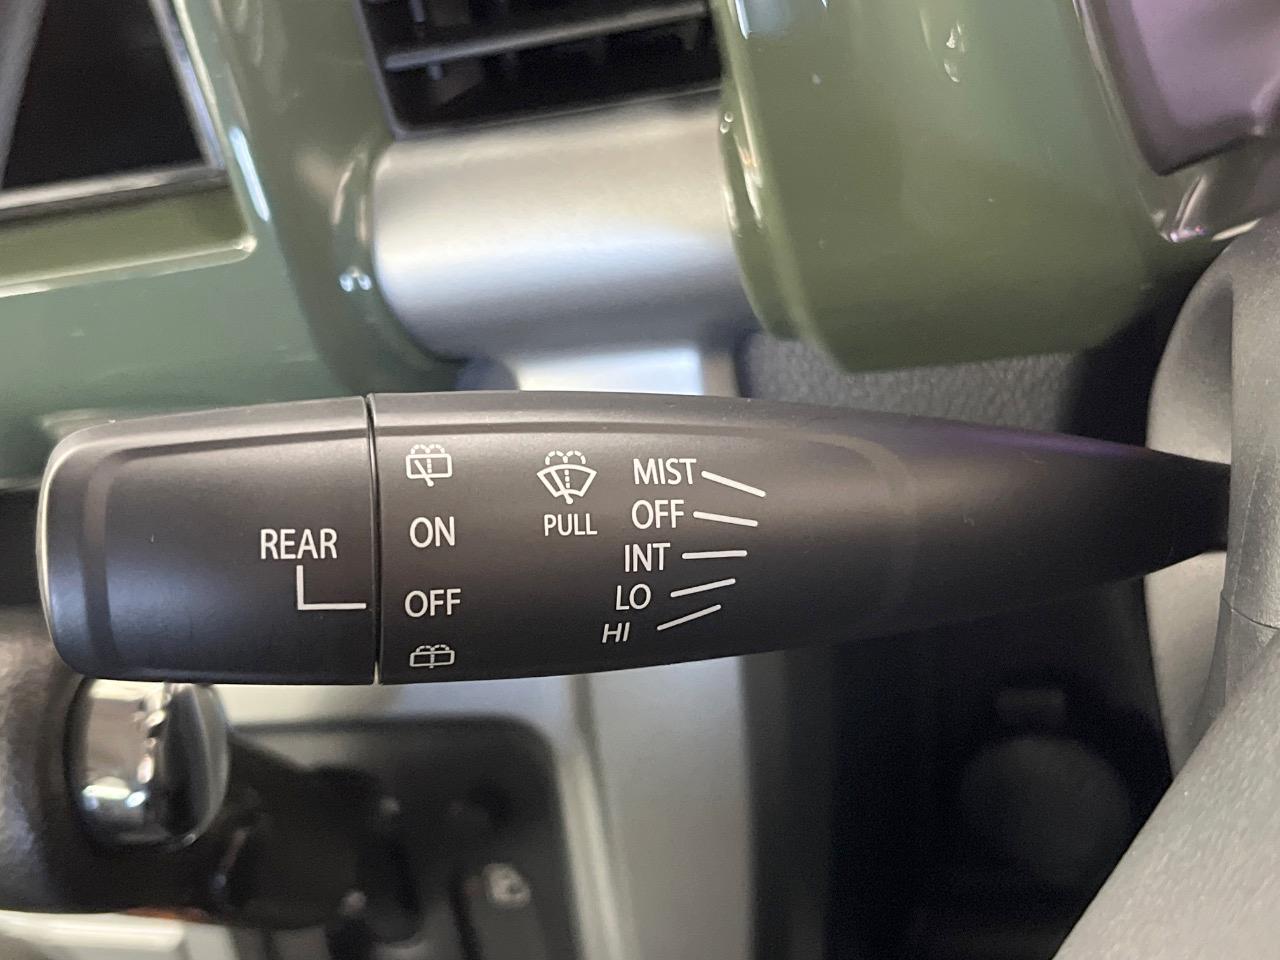 REAR
ON
OFF
PULL
MIST
OFF
INT
LO
HI